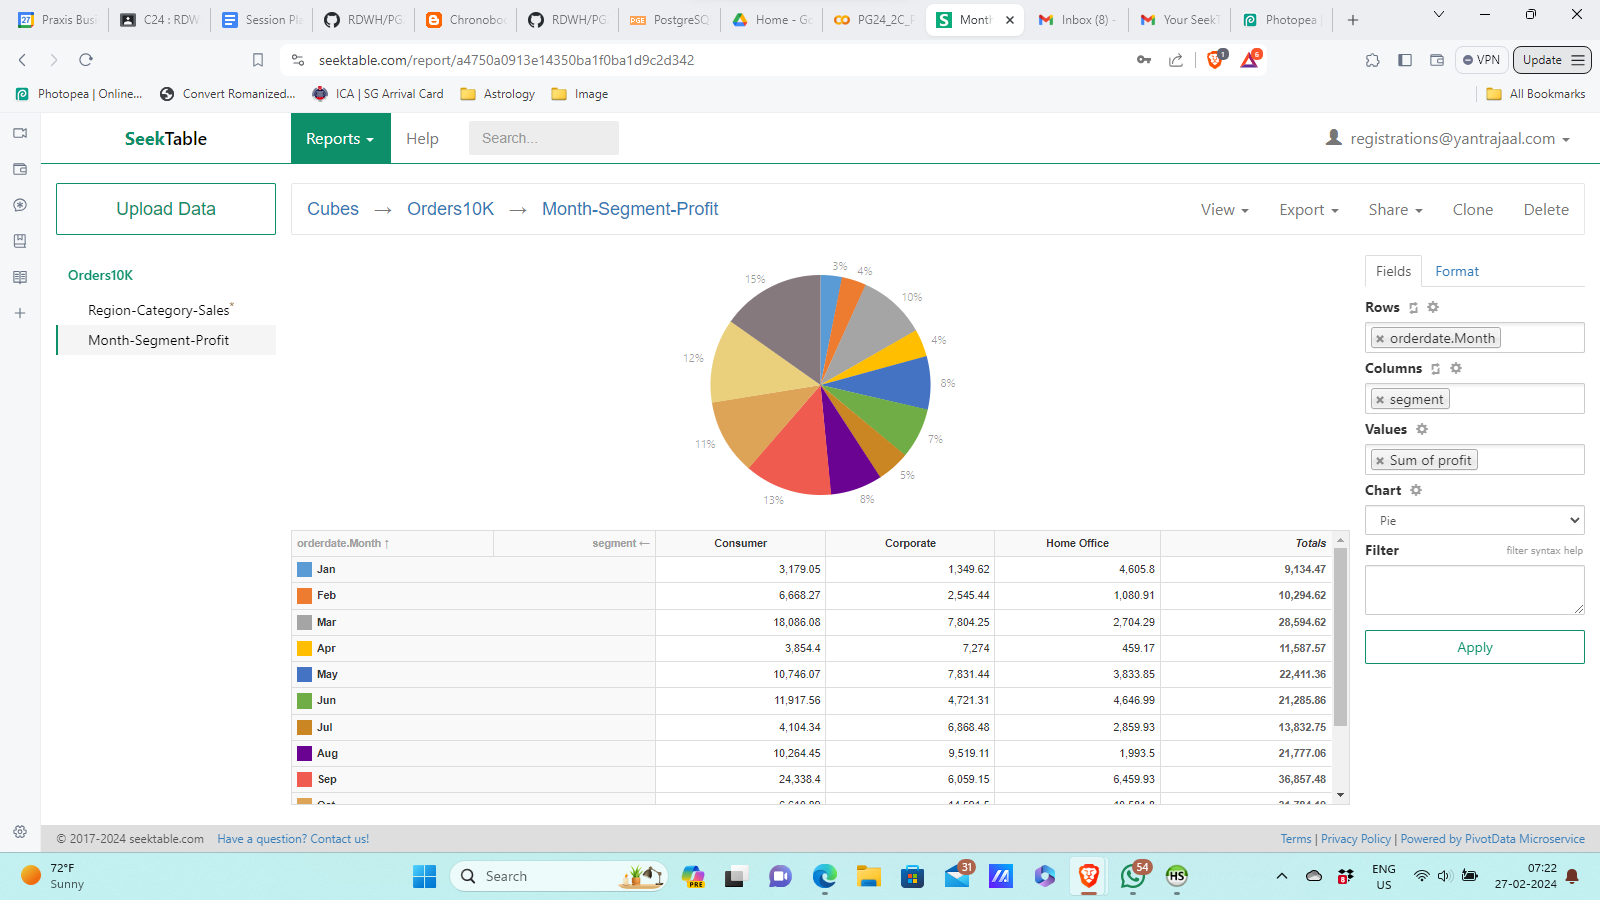 27 Praxis Busi
C24 : RDW
Session Pla
RDWH/PG
Chronoboo
RDWH/PG
PGE PostgreSQ
Home - Go
PG24_2C_P
S Month
Inbox (8) -
Your SeekT
Photopea
seektable.com/report/a4750a0913e14350ba1f0ba1d9c2d342
1
6
VPN
Update
Photopea | Online...
Convert Romanized...
ICA | SG Arrival Card
Astrology
Image
All Bookmarks
SeekTable
Reports
Help
Search...
registrations@yantrajaal.com
Upload Data
Cubes → Orders10K → Month-Segment-Profit
View
Export
Share
Clone
Delete
Orders10K
Region-Category-Sales*
Month-Segment-Profit
3%
4%
10%
4%
8%
7%
5%
8%
13%
11%
12%
15%
Fields
Format
Rows
× orderdate.Month
Columns
× segment
Values
× Sum of profit
Chart
Pie
Filter
filter syntax help
Apply
orderdate.Month ↑ segment ← Consumer Corporate Home Office Totals
Jan 3,179.05 1,349.62 4,605.8 9,134.47
Feb 6,668.27 2,545.44 1,080.91 10,294.62
Mar 18,086.08 7,804.25 2,704.29 28,594.62
Apr 3,854.4 7,274 459.17 11,587.57
May 10,746.07 7,831.44 3,833.85 22,411.36
Jun 11,917.56 4,721.31 4,646.99 21,285.86
Jul 4,104.34 6,868.48 2,859.93 13,832.75
Aug 10,264.45 9,519.11 1,993.5 21,777.06
Sep 24,338.4 6,059.15 6,459.93 36,857.48
© 2017-2024 seektable.com
Have a question? Contact us!
Terms | Privacy Policy | Powered by PivotData Microservice
72°F
Sunny
Search
PRE
31
54
HS
ENG
US
07:22
27-02-2024